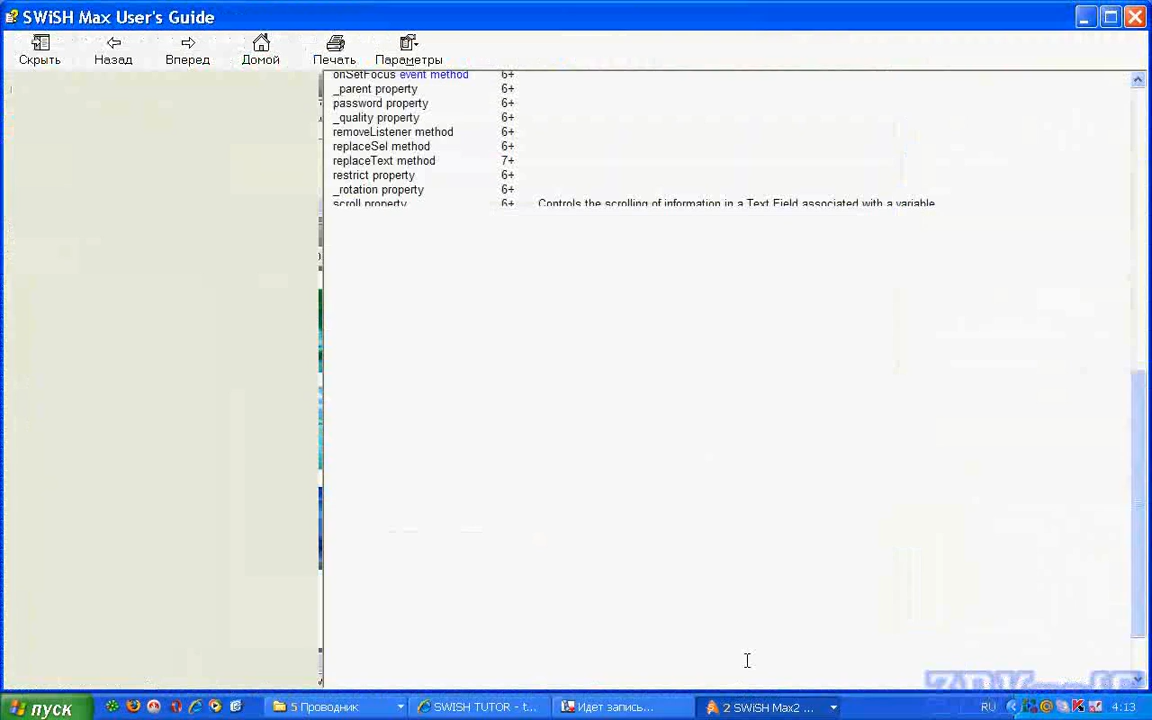 SWiSH Max User's Guide
Скрыть Назад Вперед Домой Печать Параметры
onSetFocus event method 6+
_parent property 6+
password property 6+
_quality property 6+
removeListener method 6+
replaceSel method 6+
replaceText method 7+
restrict property 6+
_rotation property 6+
scroll property 6+ Controls the scrolling of information in a Text Field associated with a variable
пуск 5 Проводник SWISH TUTOR - t... Идет запись... 2 SWiSH Max2 ... RU 4:13